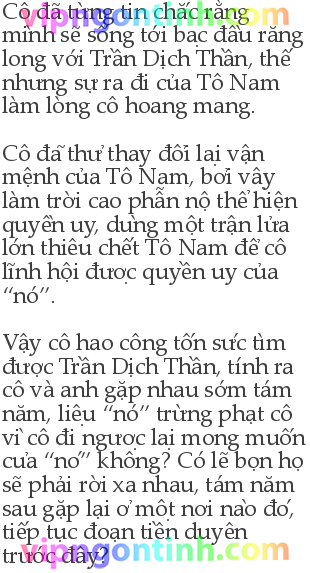 Cô đã từng tin chắc rằng
mình sẽ sống tới bạc đầu răng
long với Trần Dịch Thần, thế
nhưng sự ra đi của Tô Nam
làm lòng cô hoang mang.
Cô đã thử thay đổi lại vận
mệnh của Tô Nam, bởi vậy
làm trời cao phẫn nộ thể hiện
quyền uy, dùng một trận lửa
lớn thiêu chết Tô Nam để cô
lĩnh hội được quyền uy của
“nó”.
Vậy cô hao công tốn sức tìm
được Trần Dịch Thần, tính ra
cô và anh gặp nhau sớm tám
năm, liệu “nó” trừng phạt cô
vì cô đi ngược lại mong muốn
của “nó” không? Có lẽ bọn họ
sẽ phải rời xa nhau, tám năm
sau gặp lại ở một nơi nào đó,
tiếp tục đoạn tiền duyên
trước đây?
vipngontinh.com
vipngontinh.com